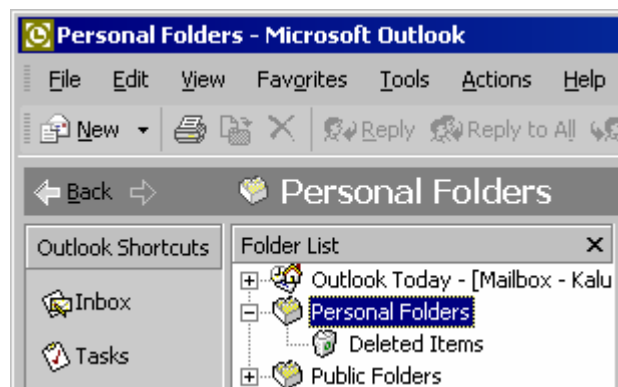 Personal Folders - Microsoft Outlook
File Edit View Favorites Tools Actions Help
New Reply Reply to All
Back Personal Folders
Outlook Shortcuts
Inbox
Tasks
Folder List
Outlook Today - [Mailbox - Kalu
Personal Folders
Deleted Items
Public Folders